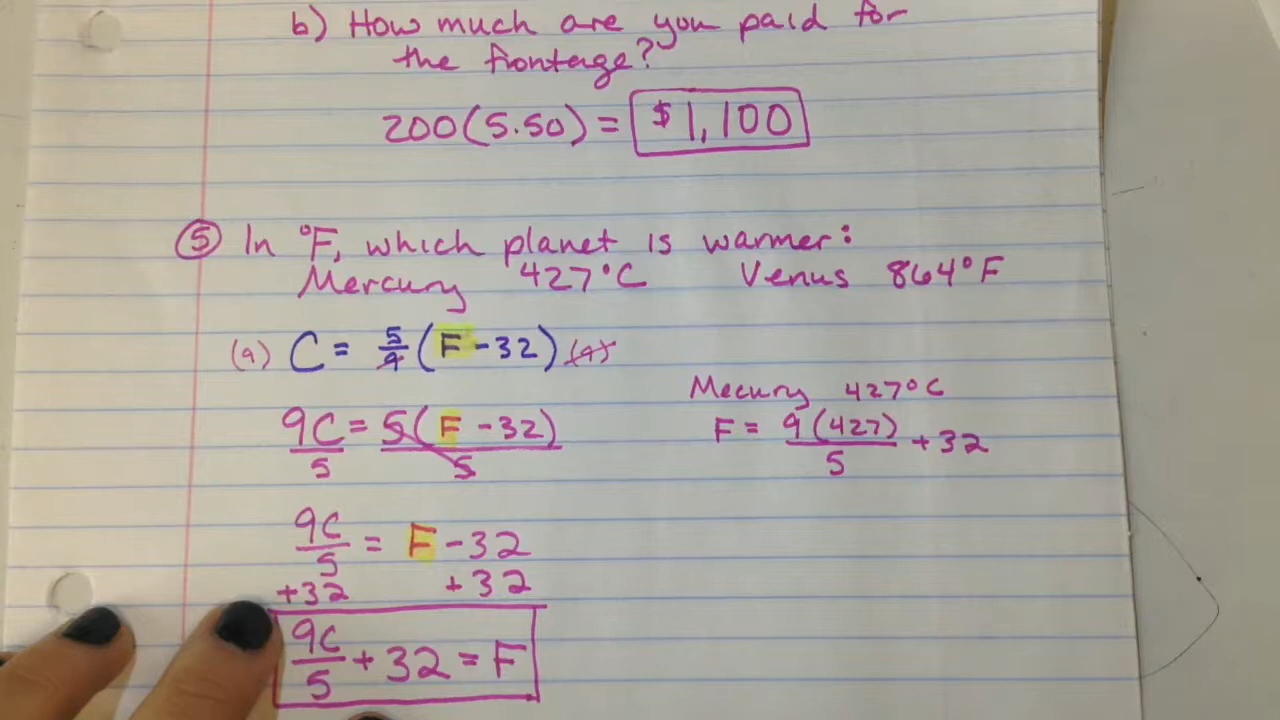 b) How much are you paid for
the frontage?
200(5.50) = $1,100
⑤ In °F, which planet is warmer:
Mercury 427°C Venus 864°F
(9) C = 5/9 (F - 32) (9)
9C/5 = 5(F - 32)/5
Mecury 427°C
F = 9(427)/5 + 32
9C/5 = F - 32
+32 +32
9C/5 + 32 = F